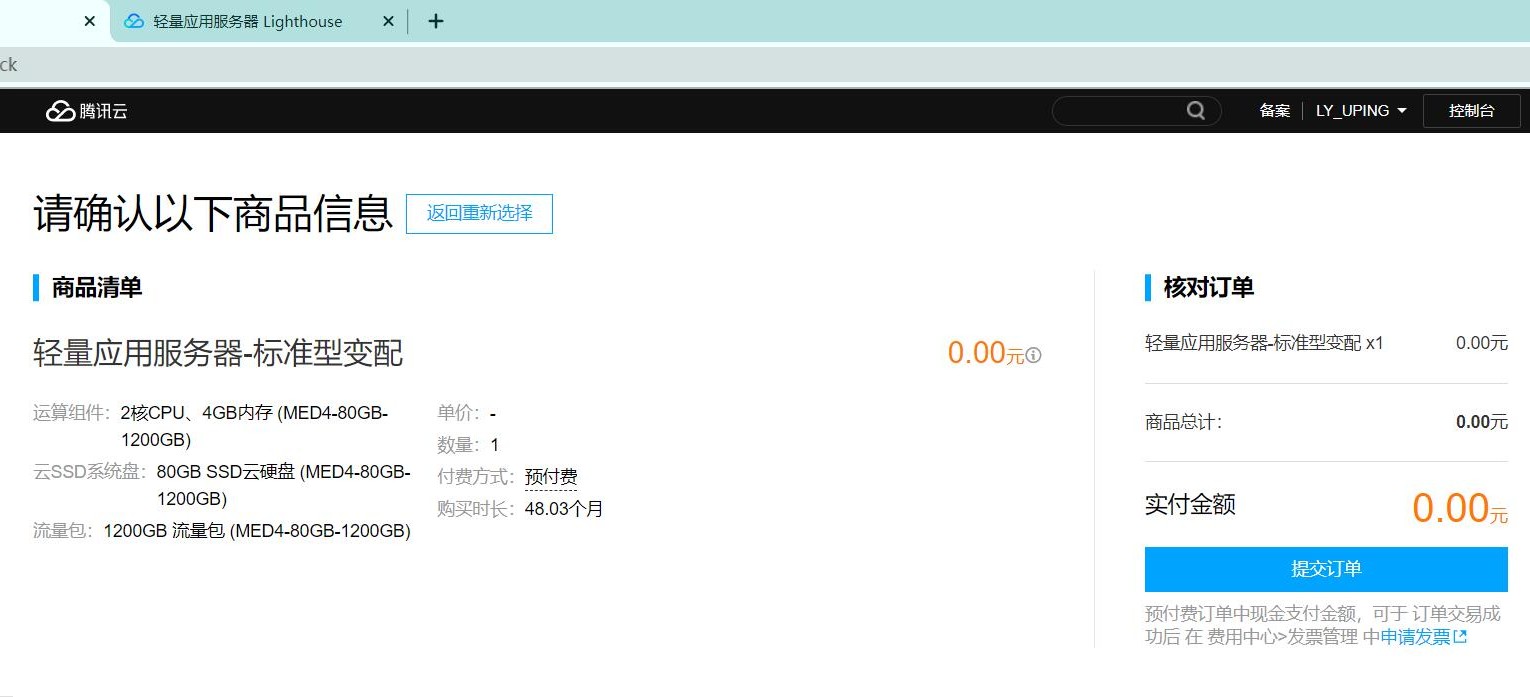 轻量应用服务器 Lighthouse
ck
腾讯云
备案
LY_UPING
控制台
请确认以下商品信息
返回重新选择
商品清单
轻量应用服务器-标准型变配
0.00元
运算组件： 2核CPU、4GB内存 (MED4-80GB-
1200GB)
云SSD系统盘： 80GB SSD云硬盘 (MED4-80GB-
1200GB)
流量包： 1200GB 流量包 (MED4-80GB-1200GB)
单价： -
数量： 1
付费方式： 预付费
购买时长： 48.03个月
核对订单
轻量应用服务器-标准型变配 x1 0.00元
商品总计： 0.00元
实付金额 0.00元
提交订单
预付费订单中现金支付金额，可于 订单交易成
功后 在 费用中心>发票管理 中申请发票